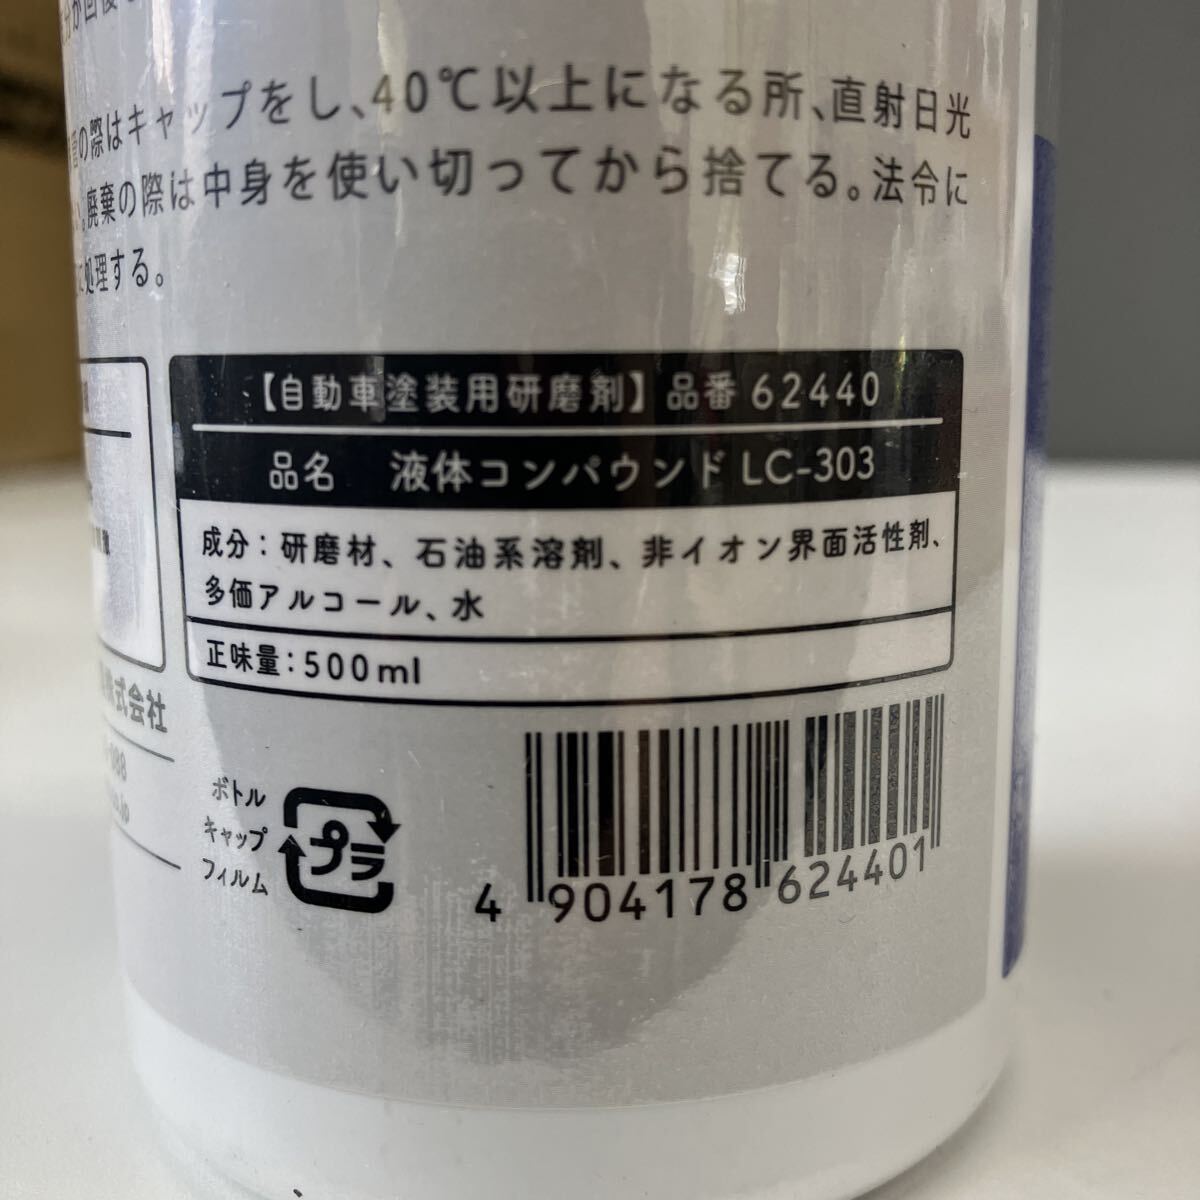 の際はキャップをし、40℃以上になる所、直射日光
い。廃棄の際は中身を使い切ってから捨てる。法令に
処理する。
【自動車塗装用研磨剤】品番62440
品名 液体コンパウンド LC-303
成分：研磨材、石油系溶剤、非イオン界面活性剤、
多価アルコール、水
正味量：500ml
株式会社
ボトル
キャップ
フィルム
プラ
4 904178 624401